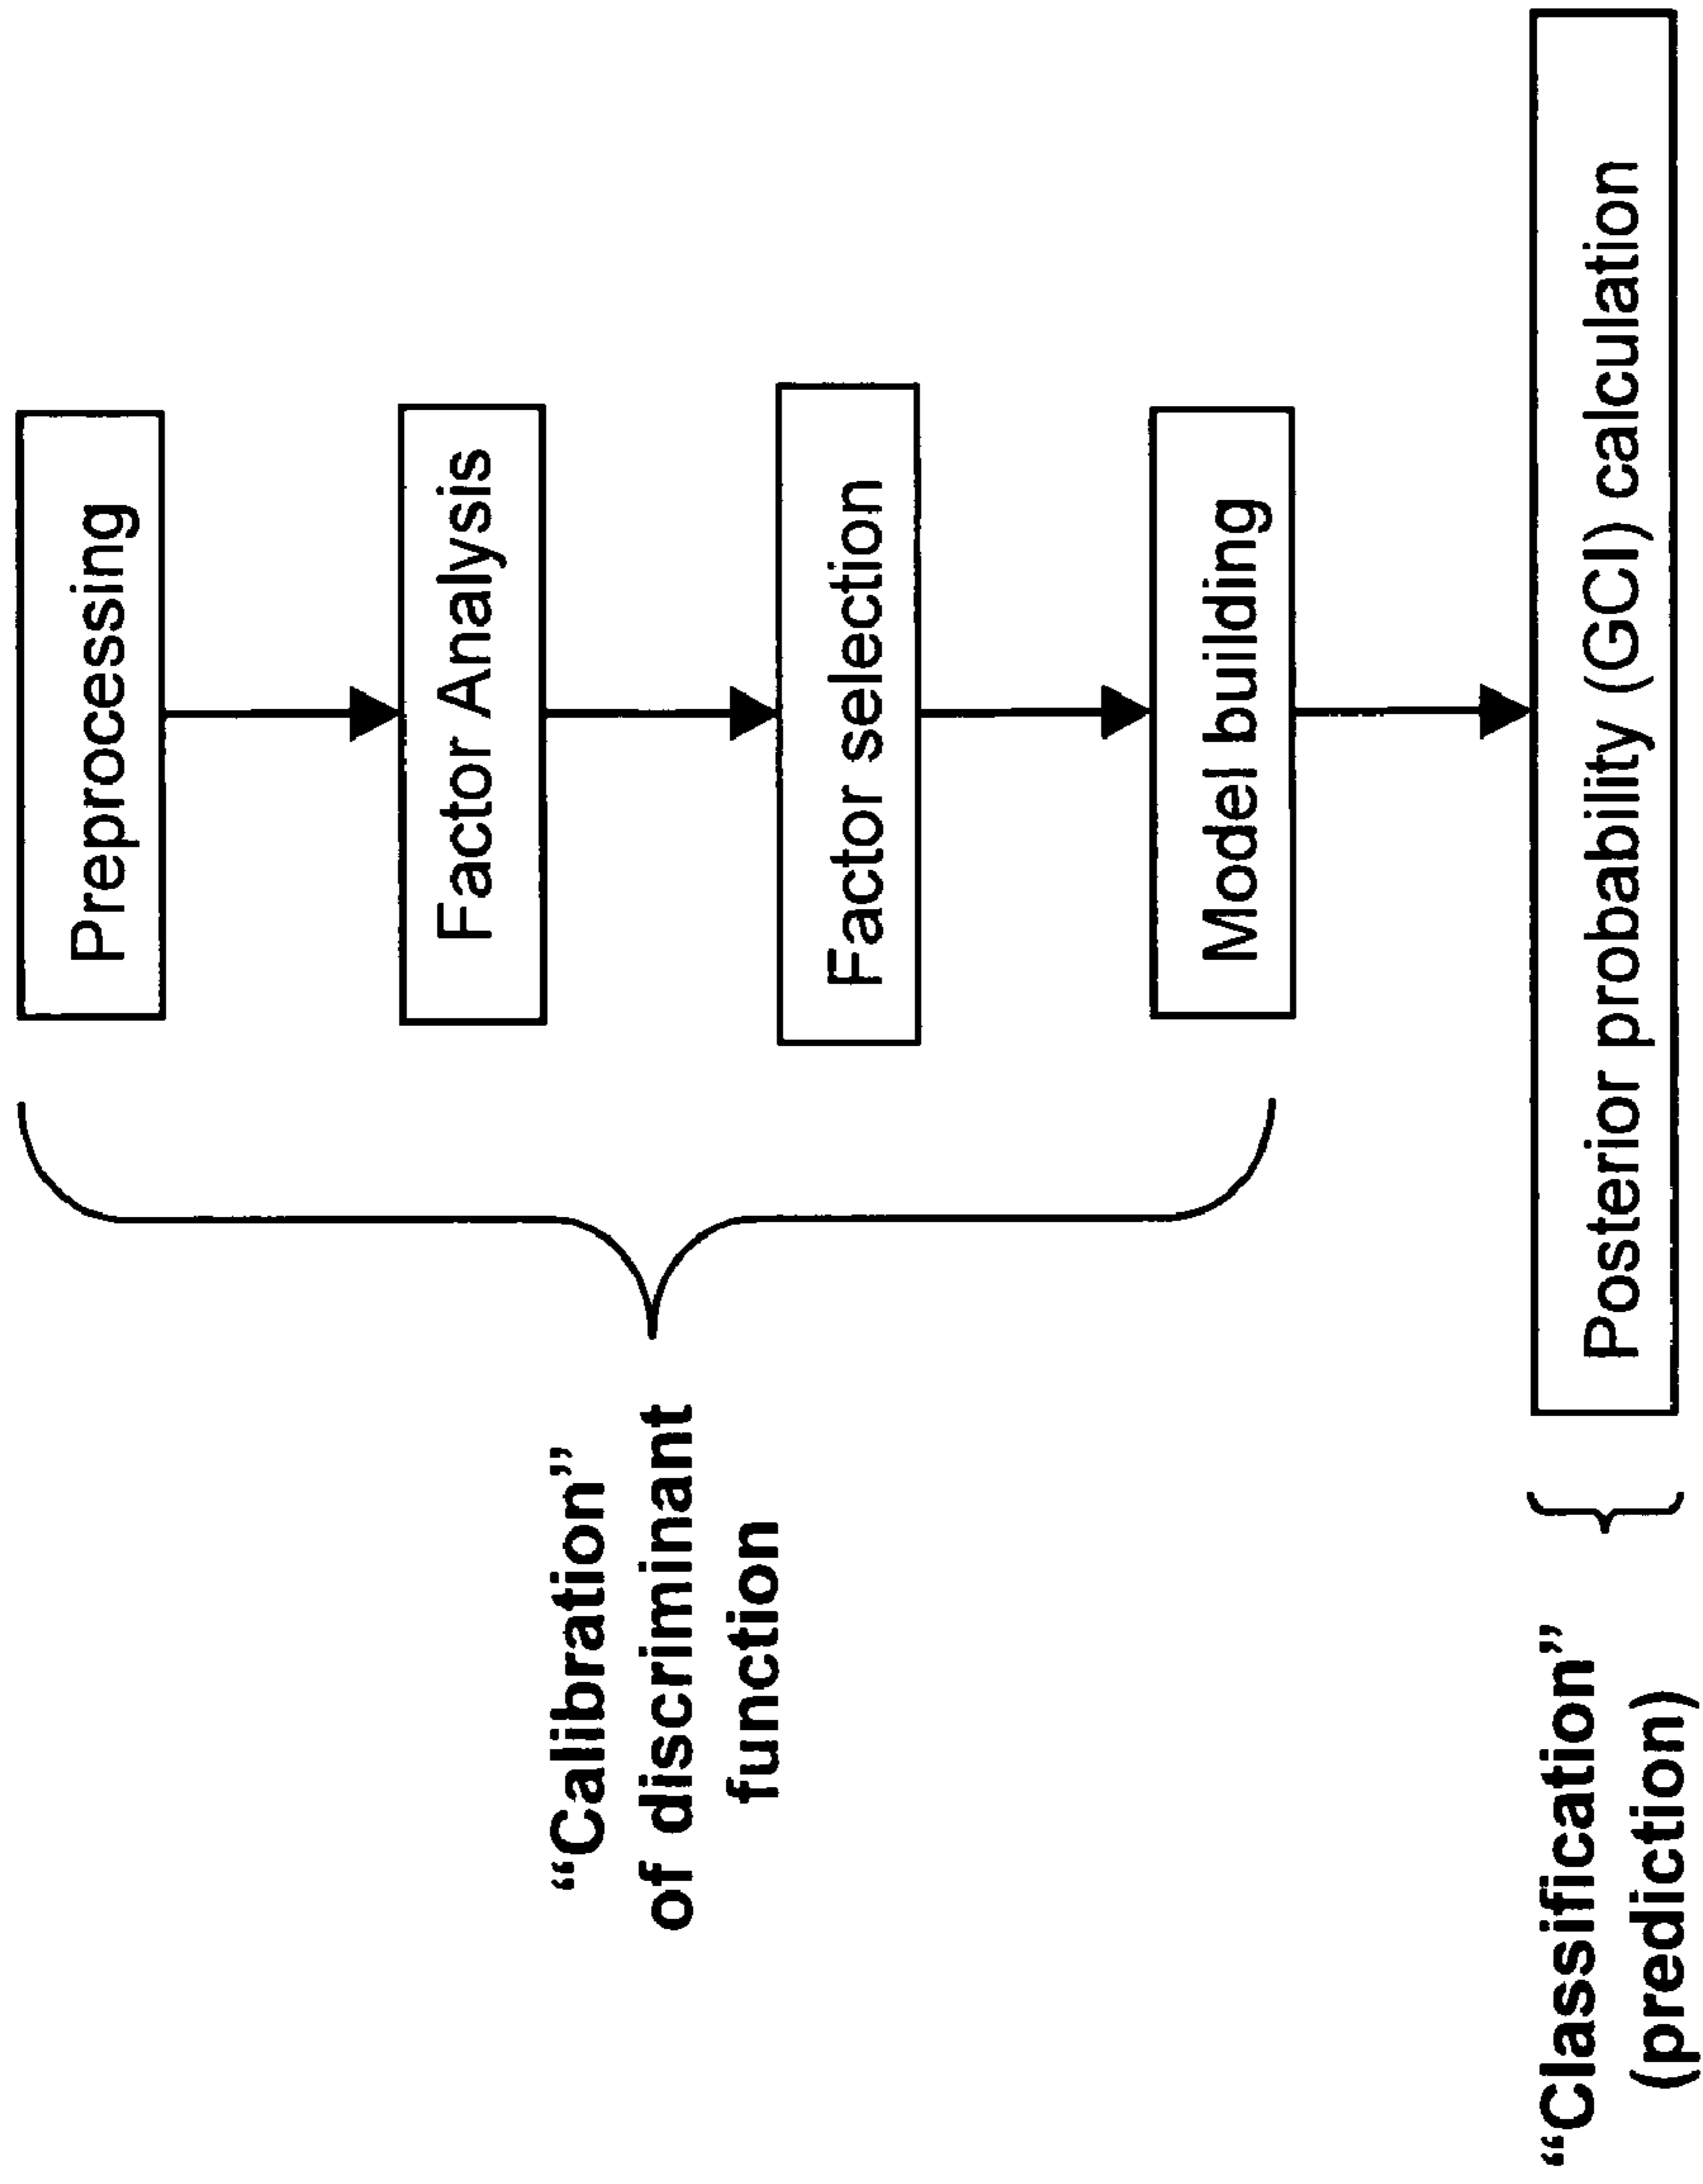 Preprocessing
Factor Analysis
Factor selection
Model building
“Calibration”
of discriminant
function
Posterior probability (GCI) calculation
“Classification”
(prediction)